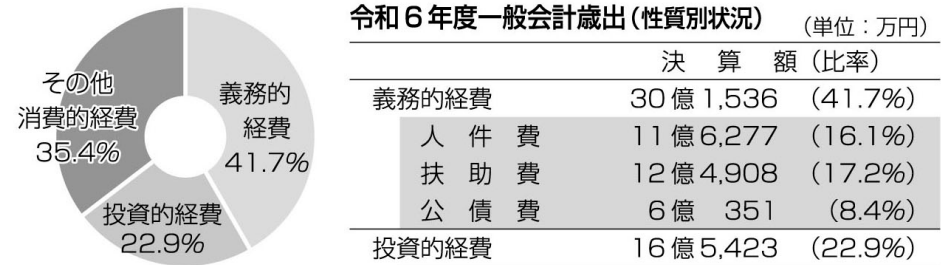 その他
消費的経費
35.4%
義務的
経費
41.7%
投資的経費
22.9%
令和6年度一般会計歳出(性質別状況) (単位：万円)
決算額(比率)
義務的経費 30億1,536 (41.7%)
人件費 11億6,277 (16.1%)
扶助費 12億4,908 (17.2%)
公債費 6億 351 (8.4%)
投資的経費 16億5,423 (22.9%)